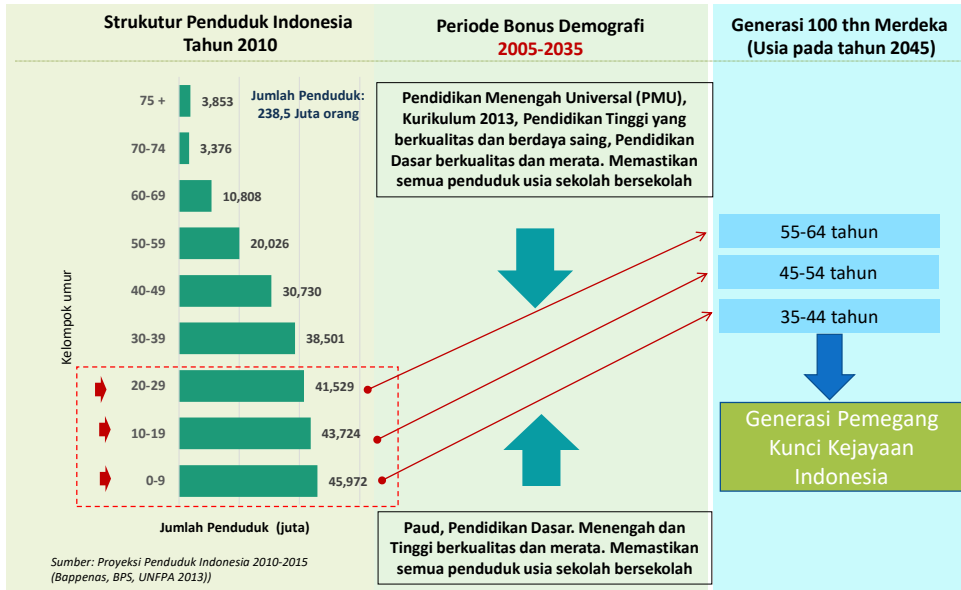 Strukutur Penduduk Indonesia
Tahun 2010
Jumlah Penduduk:
238,5 Juta orang
75 +
3,853
70-74
3,376
60-69
10,808
50-59
20,026
40-49
30,730
30-39
38,501
20-29
41,529
10-19
43,724
0-9
45,972
Kelompok umur
Jumlah Penduduk (juta)
Sumber: Proyeksi Penduduk Indonesia 2010-2015
(Bappenas, BPS, UNFPA 2013))
Periode Bonus Demografi
2005-2035
Pendidikan Menengah Universal (PMU),
Kurikulum 2013, Pendidikan Tinggi yang
berkualitas dan berdaya saing, Pendidikan
Dasar berkualitas dan merata. Memastikan
semua penduduk usia sekolah bersekolah
Paud, Pendidikan Dasar. Menengah dan
Tinggi berkualitas dan merata. Memastikan
semua penduduk usia sekolah bersekolah
Generasi 100 thn Merdeka
(Usia pada tahun 2045)
55-64 tahun
45-54 tahun
35-44 tahun
Generasi Pemegang
Kunci Kejayaan
Indonesia